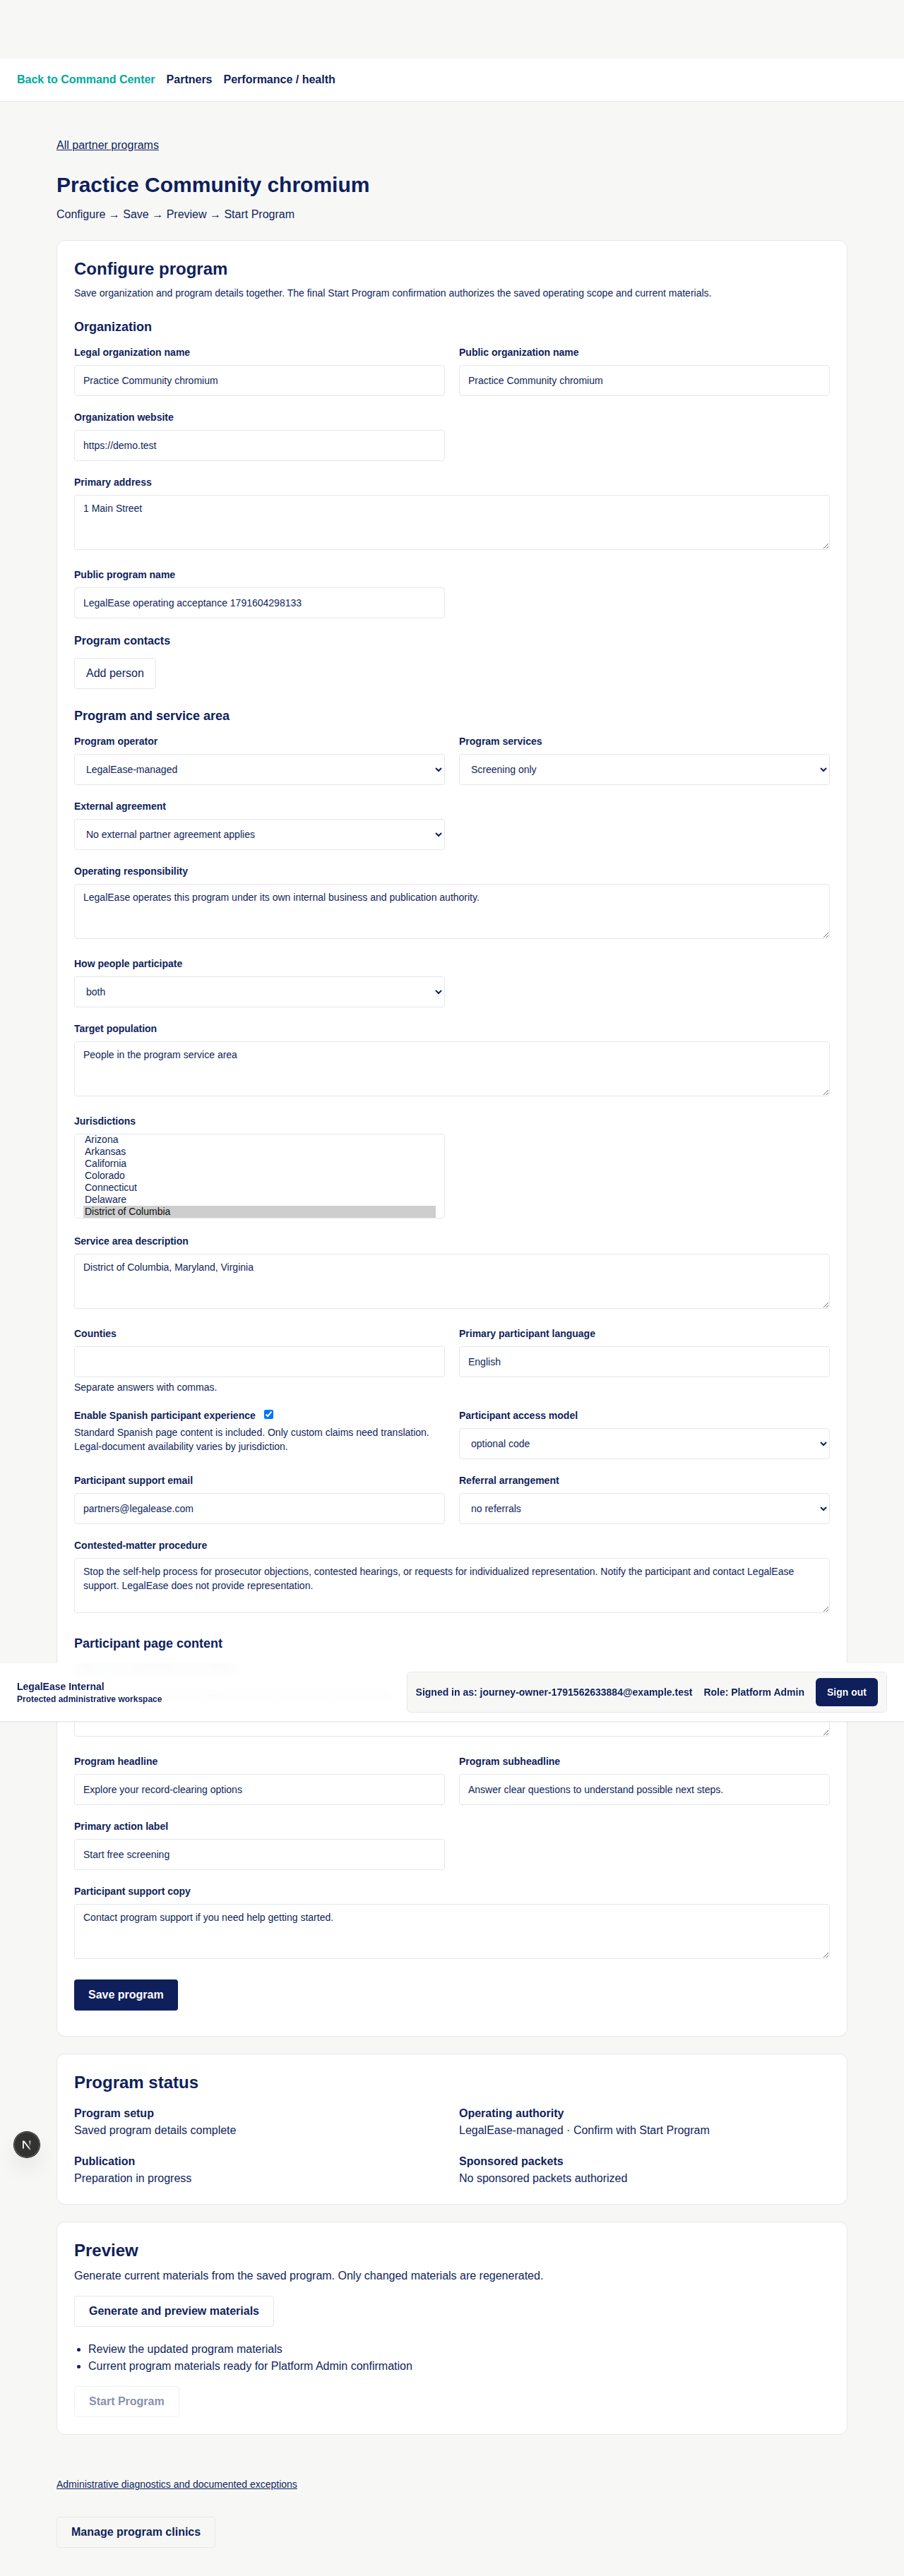 Back to Command Center Partners Performance / health
All partner programs
Practice Community chromium
Configure → Save → Preview → Start Program
Configure program
Save organization and program details together. The final Start Program confirmation authorizes the saved operating scope and current materials.
Organization
Legal organization name
Public organization name
Practice Community chromium
Practice Community chromium
Organization website
https://demo.test
Primary address
1 Main Street
Public program name
LegalEase operating acceptance 1791604298133
Program contacts
Add person
Program and service area
Program operator
Program services
LegalEase-managed
Screening only
External agreement
No external partner agreement applies
Operating responsibility
LegalEase operates this program under its own internal business and publication authority.
How people participate
both
Target population
People in the program service area
Jurisdictions
Arizona
Arkansas
California
Colorado
Connecticut
Delaware
District of Columbia
Service area description
District of Columbia, Maryland, Virginia
Counties
Primary participant language
English
Separate answers with commas.
Enable Spanish participant experience
Standard Spanish page content is included. Only custom claims need translation.
Legal-document availability varies by jurisdiction.
Participant access model
optional code
Participant support email
Referral arrangement
partners@legalease.com
no referrals
Contested-matter procedure
Stop the self-help process for prosecutor objections, contested hearings, or requests for individualized representation. Notify the participant and contact LegalEase
support. LegalEase does not provide representation.
Participant page content
LegalEase Internal
Protected administrative workspace
Signed in as: journey-owner-1791562633884@example.test Role: Platform Admin Sign out
Program headline
Program subheadline
Explore your record-clearing options
Answer clear questions to understand possible next steps.
Primary action label
Start free screening
Participant support copy
Contact program support if you need help getting started.
Save program
Program status
Program setup
Saved program details complete
Operating authority
LegalEase-managed · Confirm with Start Program
Publication
Preparation in progress
Sponsored packets
No sponsored packets authorized
Preview
Generate current materials from the saved program. Only changed materials are regenerated.
Generate and preview materials
• Review the updated program materials
• Current program materials ready for Platform Admin confirmation
Start Program
Administrative diagnostics and documented exceptions
Manage program clinics